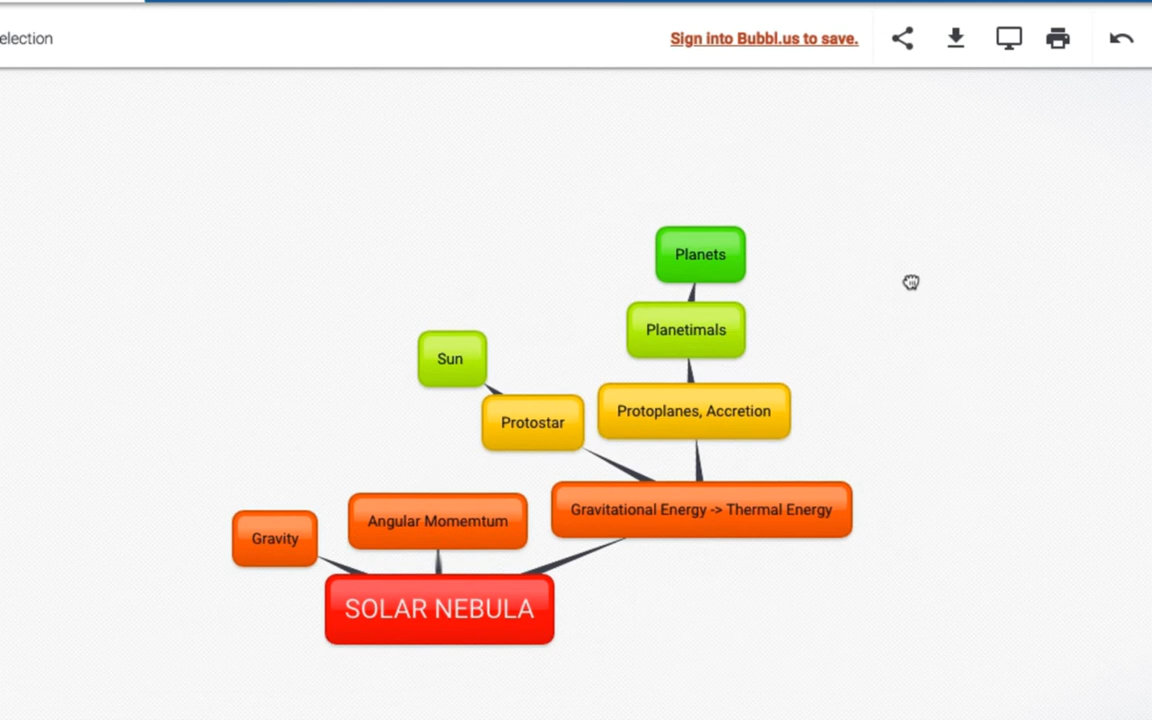 election
Sign into Bubbl.us to save.
Planets
Planetimals
Sun
Protoplanes, Accretion
Protostar
Gravitational Energy -> Thermal Energy
Angular Momemtum
Gravity
SOLAR NEBULA